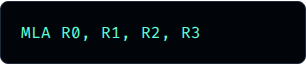 MLA R0, R1, R2, R3